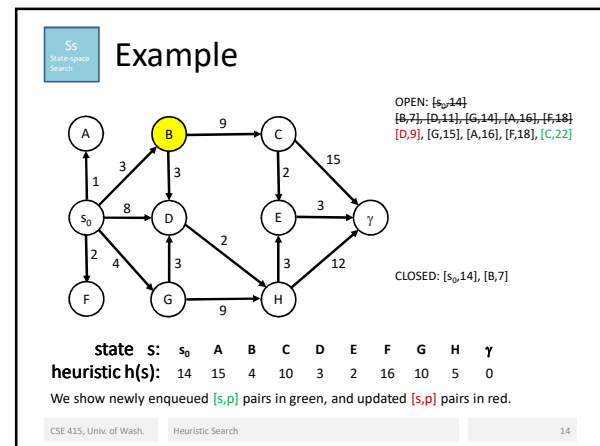 Ss
State-space
Search
Example
OPEN: [s₀,14]
[B,7], [D,11], [G,14], [A,16], [F,18]
[D,9], [G,15], [A,16], [F,18], [C,22]
A
B
9
C
15
3
3
2
1
s₀
8
D
E
3
γ
2
2
4
3
3
12
F
G
9
H
CLOSED: [s₀,14], [B,7]
state s: s₀ A B C D E F G H γ
heuristic h(s): 14 15 4 10 3 2 16 10 5 0
We show newly enqueued [s,p] pairs in green, and updated [s,p] pairs in red.
CSE 415, Univ. of Wash. Heuristic Search 14